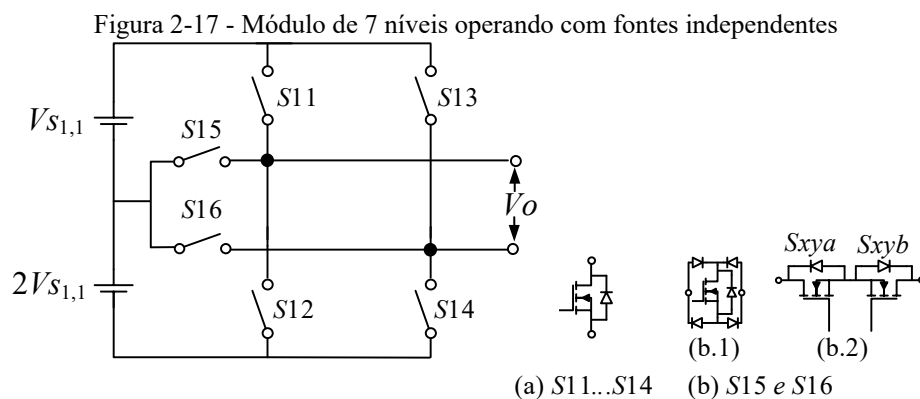 Figura 2-17 - Módulo de 7 níveis operando com fontes independentes
S11
S13
Vs1,1
S15
S16
Vo
2Vs1,1
S12
S14
Sxya
Sxyb
(b.1)
(b.2)
(a) S11...S14
(b) S15 e S16